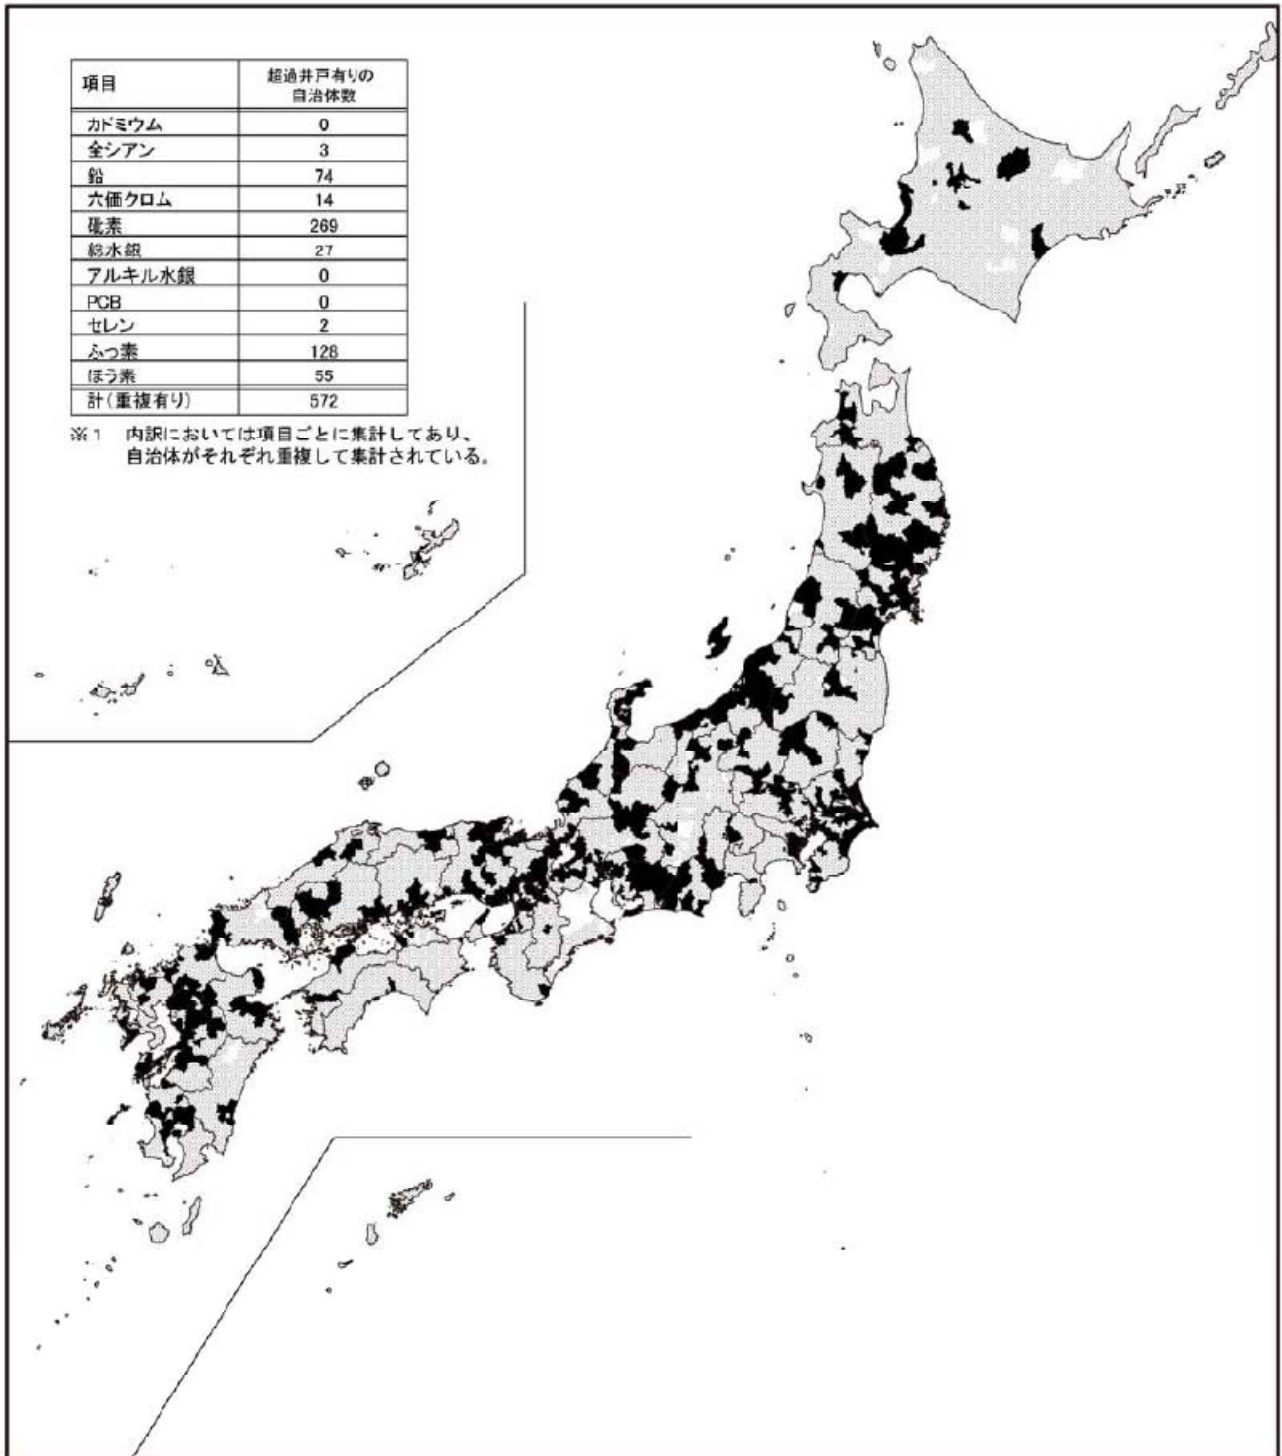 項目 超過井戸有りの
自治体数
カドミウム 0
全シアン 3
鉛 74
六価クロム 14
砒素 269
総水銀 27
アルキル水銀 0
PCB 0
セレン 2
ふっ素 128
ほう素 55
計(重複有り) 572
※1 内訳においては項目ごとに集計してあり、
自治体がそれぞれ重複して集計されている。